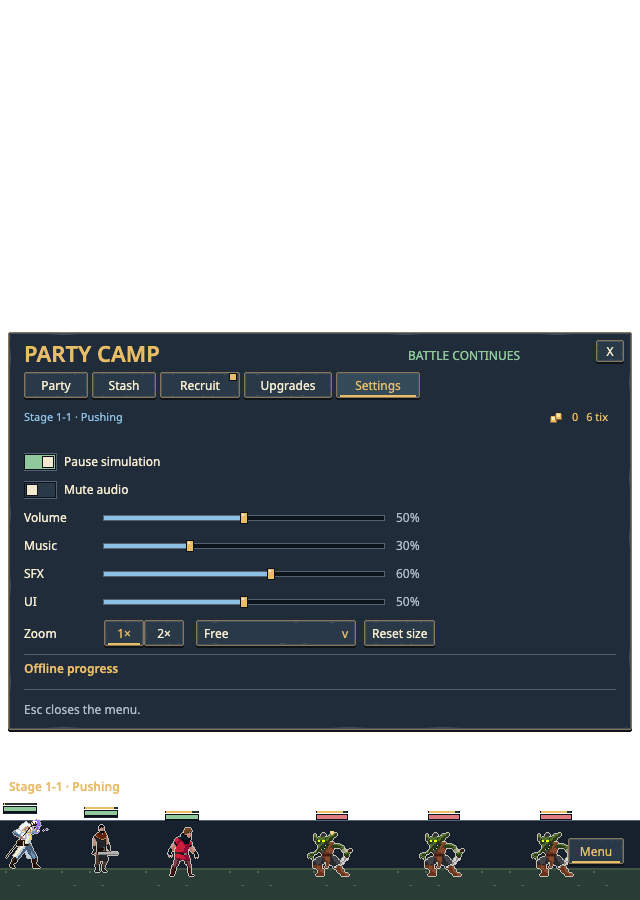 PARTY CAMP
BATTLE CONTINUES
X
Party
Stash
Recruit
Upgrades
Settings
Stage 1-1 · Pushing
0 6 tix
Pause simulation
Mute audio
Volume 50%
Music 30%
SFX 60%
UI 50%
Zoom 1× 2× Free v Reset size
Offline progress
Esc closes the menu.
Stage 1-1 · Pushing
Menu